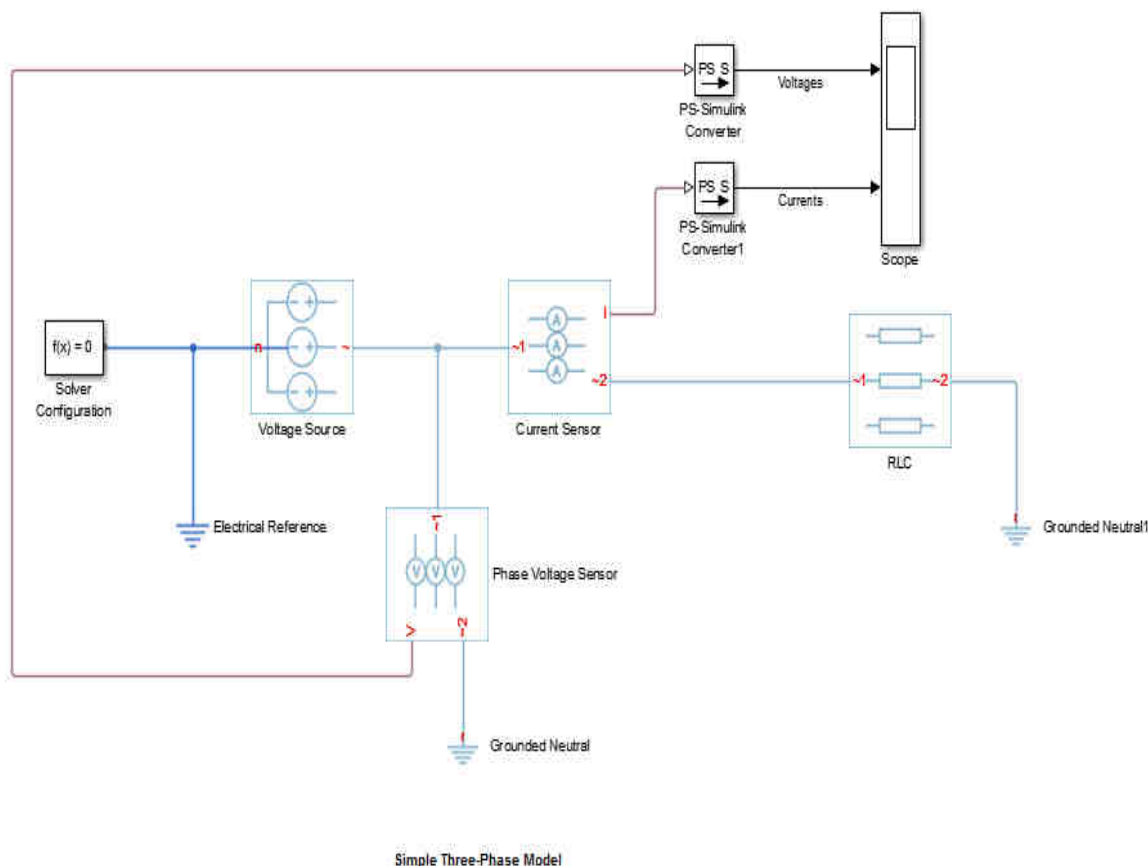 PS S
Voltages
PS-Simulink
Converter
PS S
Currents
PS-Simulink
Converter1
Scope
f(x) = 0
Solver
Configuration
n
~
Voltage Source
~1
I
~2
A
A
A
Current Sensor
~1
~2
RLC
Electrical Reference
Grounded Neutral1
~1
V
V
V
V
~2
Phase Voltage Sensor
Grounded Neutral
Simple Three-Phase Model